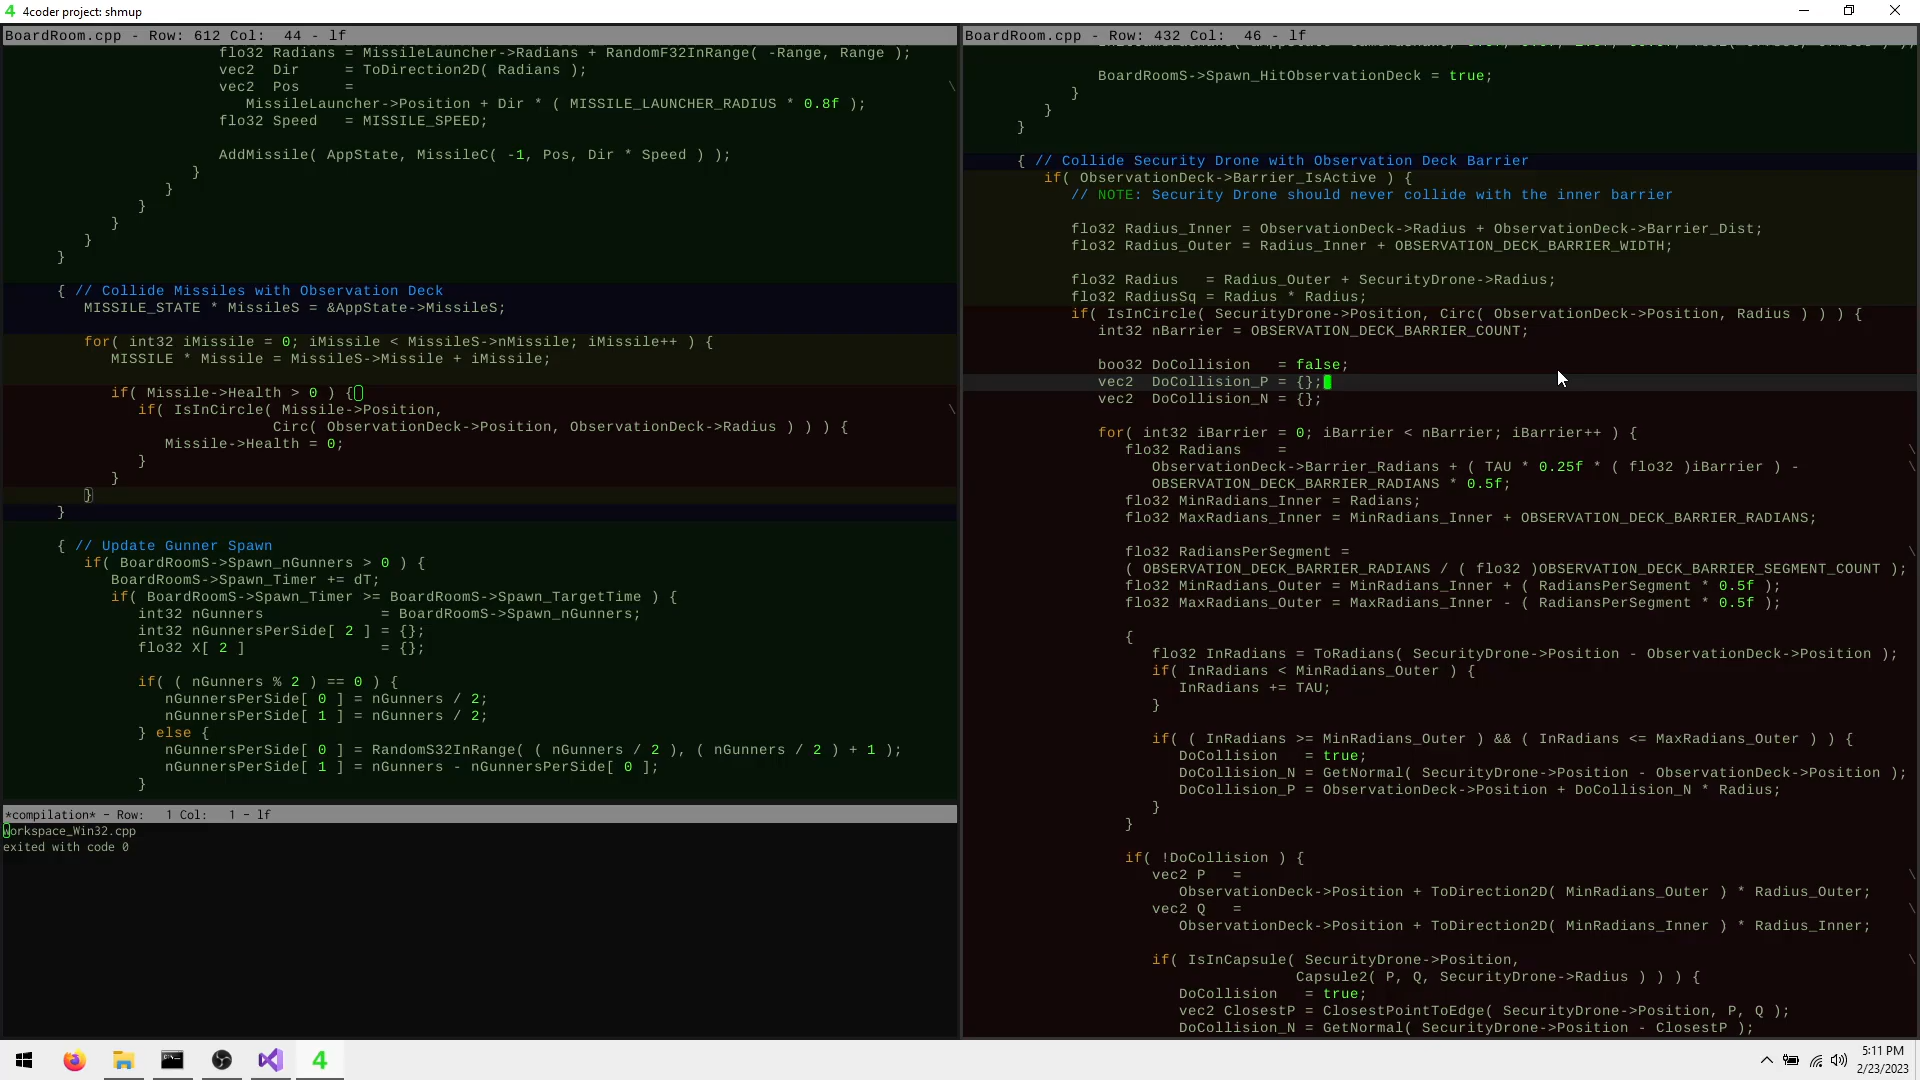 4 4coder project: shmup
BoardRoom.cpp - Row: 612 Col:  44 - lf
flo32 Radians = MissileLauncher->Radians + RandomF32InRange( -Range, Range );
vec2  Dir     = ToDirection2D( Radians );
vec2  Pos     = \
MissileLauncher->Position + Dir * ( MISSILE_LAUNCHER_RADIUS * 0.8f );
flo32 Speed   = MISSILE_SPEED;
AddMissile( AppState, MissileC( -1, Pos, Dir * Speed ) );
}
}
}
}
}
}
{ // Collide Missiles with Observation Deck
MISSILE_STATE * MissileS = &AppState->MissileS;
for( int32 iMissile = 0; iMissile < MissileS->nMissile; iMissile++ ) {
MISSILE * Missile = MissileS->Missile + iMissile;
if( Missile->Health > 0 ) {
if( IsInCircle( Missile->Position, \
Circ( ObservationDeck->Position, ObservationDeck->Radius ) ) ) {
Missile->Health = 0;
}
}
}
}
{ // Update Gunner Spawn
if( BoardRoomS->Spawn_nGunners > 0 ) {
BoardRoomS->Spawn_Timer += dT;
if( BoardRoomS->Spawn_Timer >= BoardRoomS->Spawn_TargetTime ) {
int32 nGunners             = BoardRoomS->Spawn_nGunners;
int32 nGunnersPerSide[ 2 ] = {};
flo32 X[ 2 ]               = {};
if( ( nGunners % 2 ) == 0 ) {
nGunnersPerSide[ 0 ] = nGunners / 2;
nGunnersPerSide[ 1 ] = nGunners / 2;
} else {
nGunnersPerSide[ 0 ] = RandomS32InRange( ( nGunners / 2 ), ( nGunners / 2 ) + 1 );
nGunnersPerSide[ 1 ] = nGunners - nGunnersPerSide[ 0 ];
}
*compilation* - Row:   1 Col:   1 - lf
workspace_Win32.cpp
exited with code 0
BoardRoom.cpp - Row: 432 Col:  46 - lf
BoardRoomS->Spawn_HitObservationDeck = true;
}
}
}
{ // Collide Security Drone with Observation Deck Barrier
if( ObservationDeck->Barrier_IsActive ) {
// NOTE: Security Drone should never collide with the inner barrier
flo32 Radius_Inner = ObservationDeck->Radius + ObservationDeck->Barrier_Dist;
flo32 Radius_Outer = Radius_Inner + OBSERVATION_DECK_BARRIER_WIDTH;
flo32 Radius   = Radius_Outer + SecurityDrone->Radius;
flo32 RadiusSq = Radius * Radius;
if( IsInCircle( SecurityDrone->Position, Circ( ObservationDeck->Position, Radius ) ) ) {
int32 nBarrier = OBSERVATION_DECK_BARRIER_COUNT;
boo32 DoCollision   = false;
vec2  DoCollision_P = {};
vec2  DoCollision_N = {};
for( int32 iBarrier = 0; iBarrier < nBarrier; iBarrier++ ) {
flo32 Radians    = \
ObservationDeck->Barrier_Radians + ( TAU * 0.25f * ( flo32 )iBarrier ) -
OBSERVATION_DECK_BARRIER_RADIANS * 0.5f;
flo32 MinRadians_Inner = Radians;
flo32 MaxRadians_Inner = MinRadians_Inner + OBSERVATION_DECK_BARRIER_RADIANS;
flo32 RadiansPerSegment = \
( OBSERVATION_DECK_BARRIER_RADIANS / ( flo32 )OBSERVATION_DECK_BARRIER_SEGMENT_COUNT );
flo32 MinRadians_Outer = MinRadians_Inner + ( RadiansPerSegment * 0.5f );
flo32 MaxRadians_Outer = MaxRadians_Inner - ( RadiansPerSegment * 0.5f );
{
flo32 InRadians = ToRadians( SecurityDrone->Position - ObservationDeck->Position );
if( InRadians < MinRadians_Outer ) {
InRadians += TAU;
}
if( ( InRadians >= MinRadians_Outer ) && ( InRadians <= MaxRadians_Outer ) ) {
DoCollision   = true;
DoCollision_N = GetNormal( SecurityDrone->Position - ObservationDeck->Position );
DoCollision_P = ObservationDeck->Position + DoCollision_N * Radius;
}
}
if( !DoCollision ) {
vec2 P   = \
ObservationDeck->Position + ToDirection2D( MinRadians_Outer ) * Radius_Outer;
vec2 Q   = \
ObservationDeck->Position + ToDirection2D( MinRadians_Inner ) * Radius_Inner;
if( IsInCapsule( SecurityDrone->Position, \
Capsule2( P, Q, SecurityDrone->Radius ) ) ) {
DoCollision   = true;
vec2 ClosestP = ClosestPointToEdge( SecurityDrone->Position, P, Q );
DoCollision_N = GetNormal( SecurityDrone->Position - ClosestP );
4
5:11 PM
2/23/2023